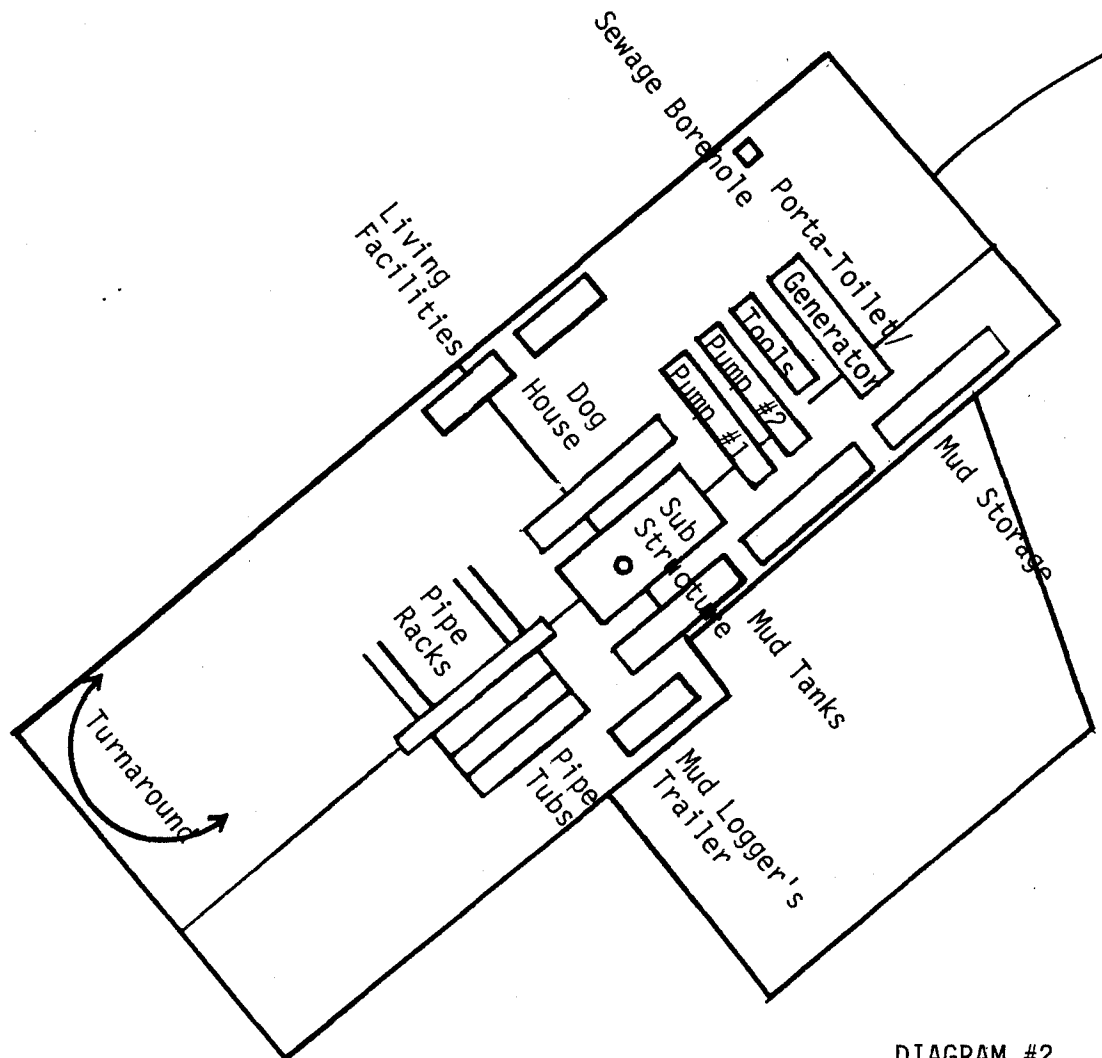 Sewage Borehole
Porta-Toilet/
Generator
Tools
Pump #2
Pump #1
Living
Facilities
Dog
House
Sub
Structure
Mud Storage
Mud Tanks
Pipe
Racks
Pipe
Tubs
Mud Logger's
Trailer
Turnaround
DIAGRAM #2